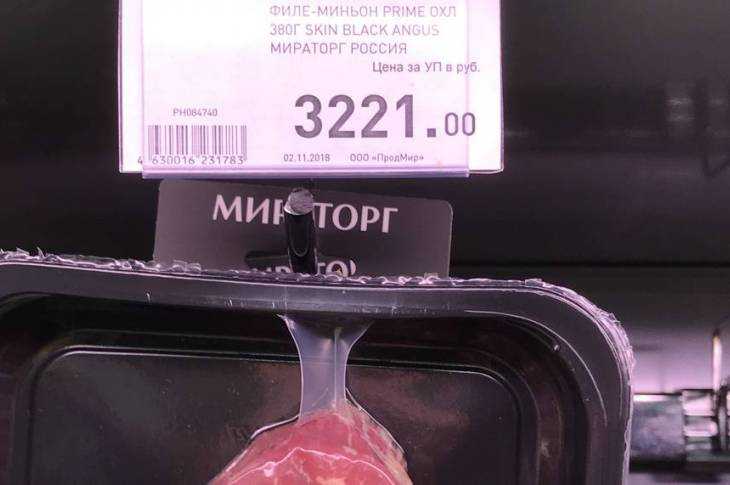 ФИЛЕ-МИНЬОН PRIME ОХЛ
380Г SKIN BLACK ANGUS
МИРАТОРГ РОССИЯ
Цена за УП в руб.
3221.00
PH084740
4 630016 231783
02.11.2018 ООО «ПродМир»
МИРАТОРГ